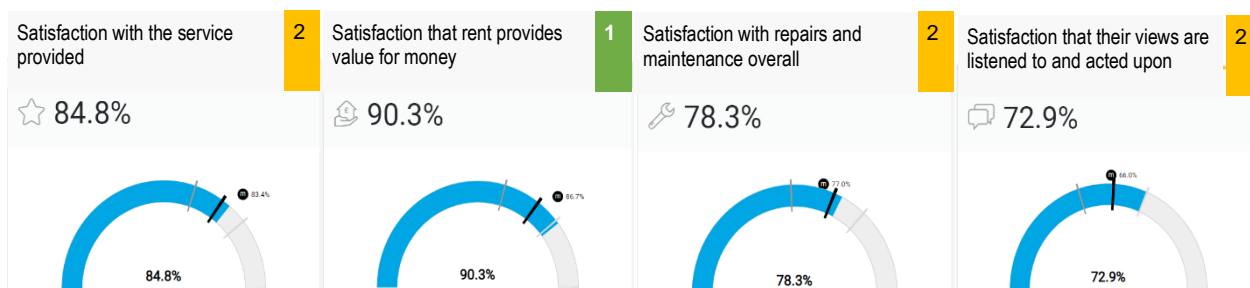 Satisfaction with the service
provided
2
84.8%
m 83.4%
84.8%
Satisfaction that rent provides
value for money
1
£
90.3%
m 86.7%
90.3%
Satisfaction with repairs and
maintenance overall
2
78.3%
m 77.0%
78.3%
Satisfaction that their views are
listened to and acted upon
2
72.9%
m 66.0%
72.9%